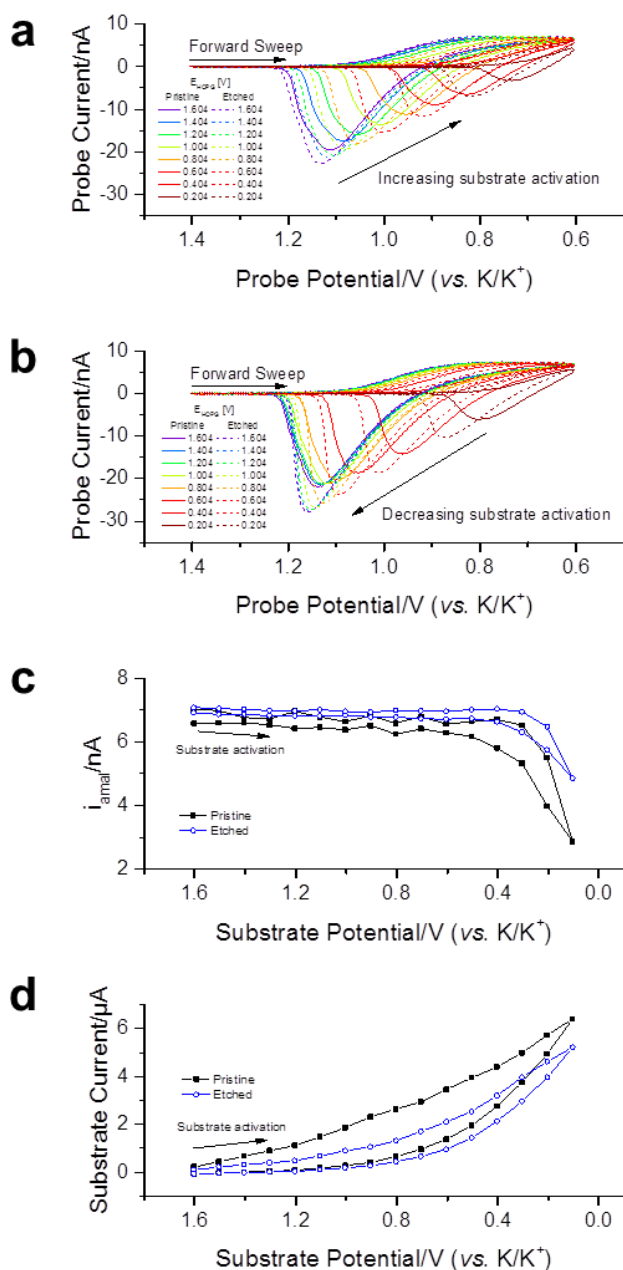 a
10
0
-10
-20
-30
Probe Current/nA
Forward Sweep
E_HOPG [V]
Pristine Etched
1.604 1.604
1.404 1.404
1.204 1.204
1.004 1.004
0.804 0.804
0.604 0.604
0.404 0.404
0.204 0.204
Increasing substrate activation
1.4 1.2 1.0 0.8 0.6
Probe Potential/V (vs. K/K⁺)
b
10
0
-10
-20
-30
Probe Current/nA
Forward Sweep
E_HOPG [V]
Pristine Etched
1.604 1.604
1.404 1.404
1.204 1.204
1.004 1.004
0.804 0.804
0.604 0.604
0.404 0.404
0.204 0.204
Decreasing substrate activation
1.4 1.2 1.0 0.8 0.6
Probe Potential/V (vs. K/K⁺)
c
8
6
4
2
i_amal/nA
Substrate activation
Pristine
Etched
1.6 1.2 0.8 0.4 0.0
Substrate Potential/V (vs. K/K⁺)
d
6
4
2
0
Substrate Current/µA
Pristine
Etched
Substrate activation
1.6 1.2 0.8 0.4 0.0
Substrate Potential/V (vs. K/K⁺)